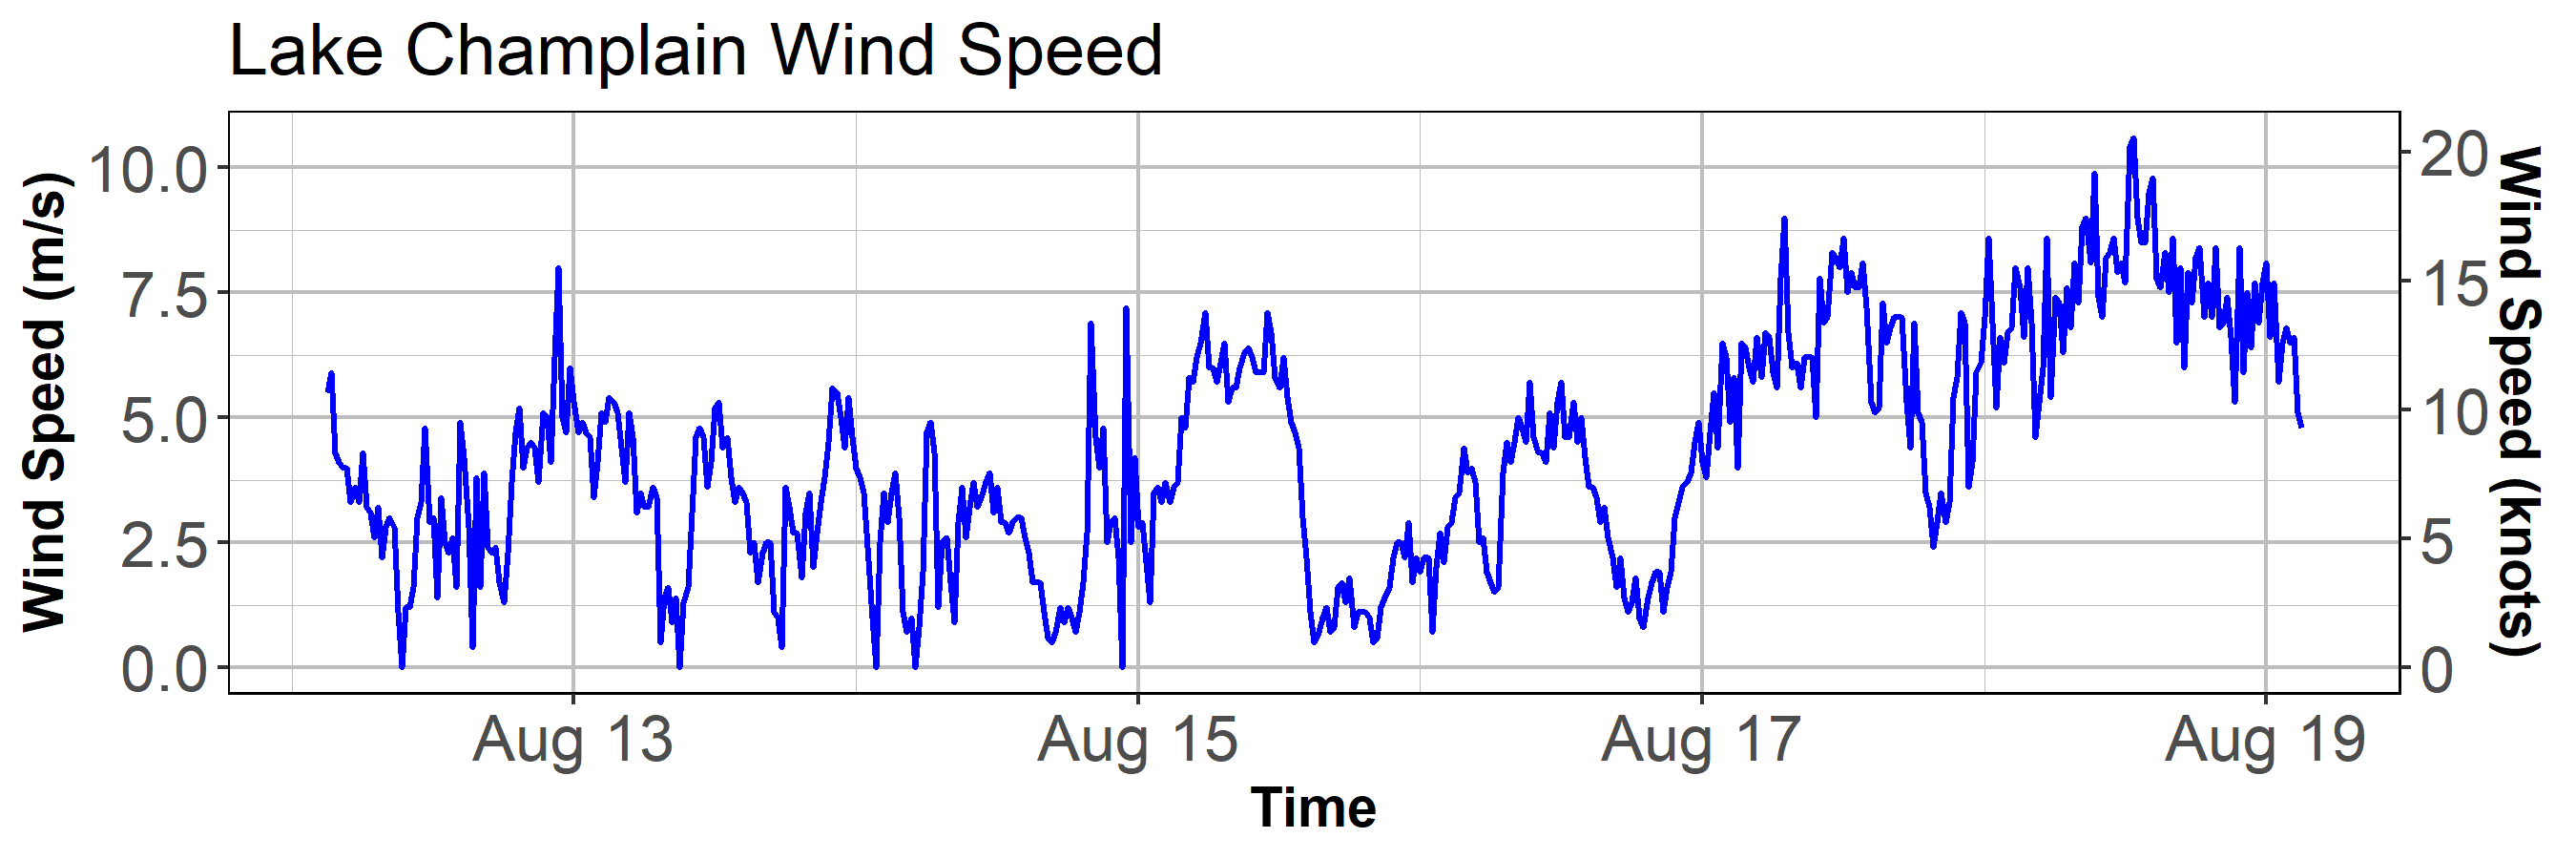 Lake Champlain Wind Speed
Wind Speed (m/s)
10.0
7.5
5.0
2.5
0.0
20
15
10
5
0
Wind Speed (knots)
Aug 13
Aug 15
Aug 17
Aug 19
Time